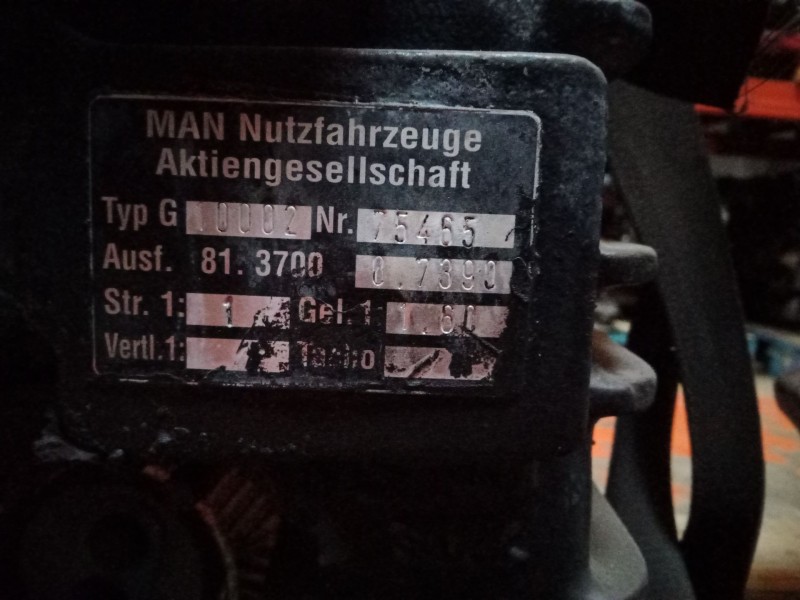 MAN Nutzfahrzeuge
Aktiengesellschaft
Typ G 10002 Nr. 75465
Ausf. 81.3700 0.7390
Str. 1: 1 Gel. 1
Vertl.1: Tacho